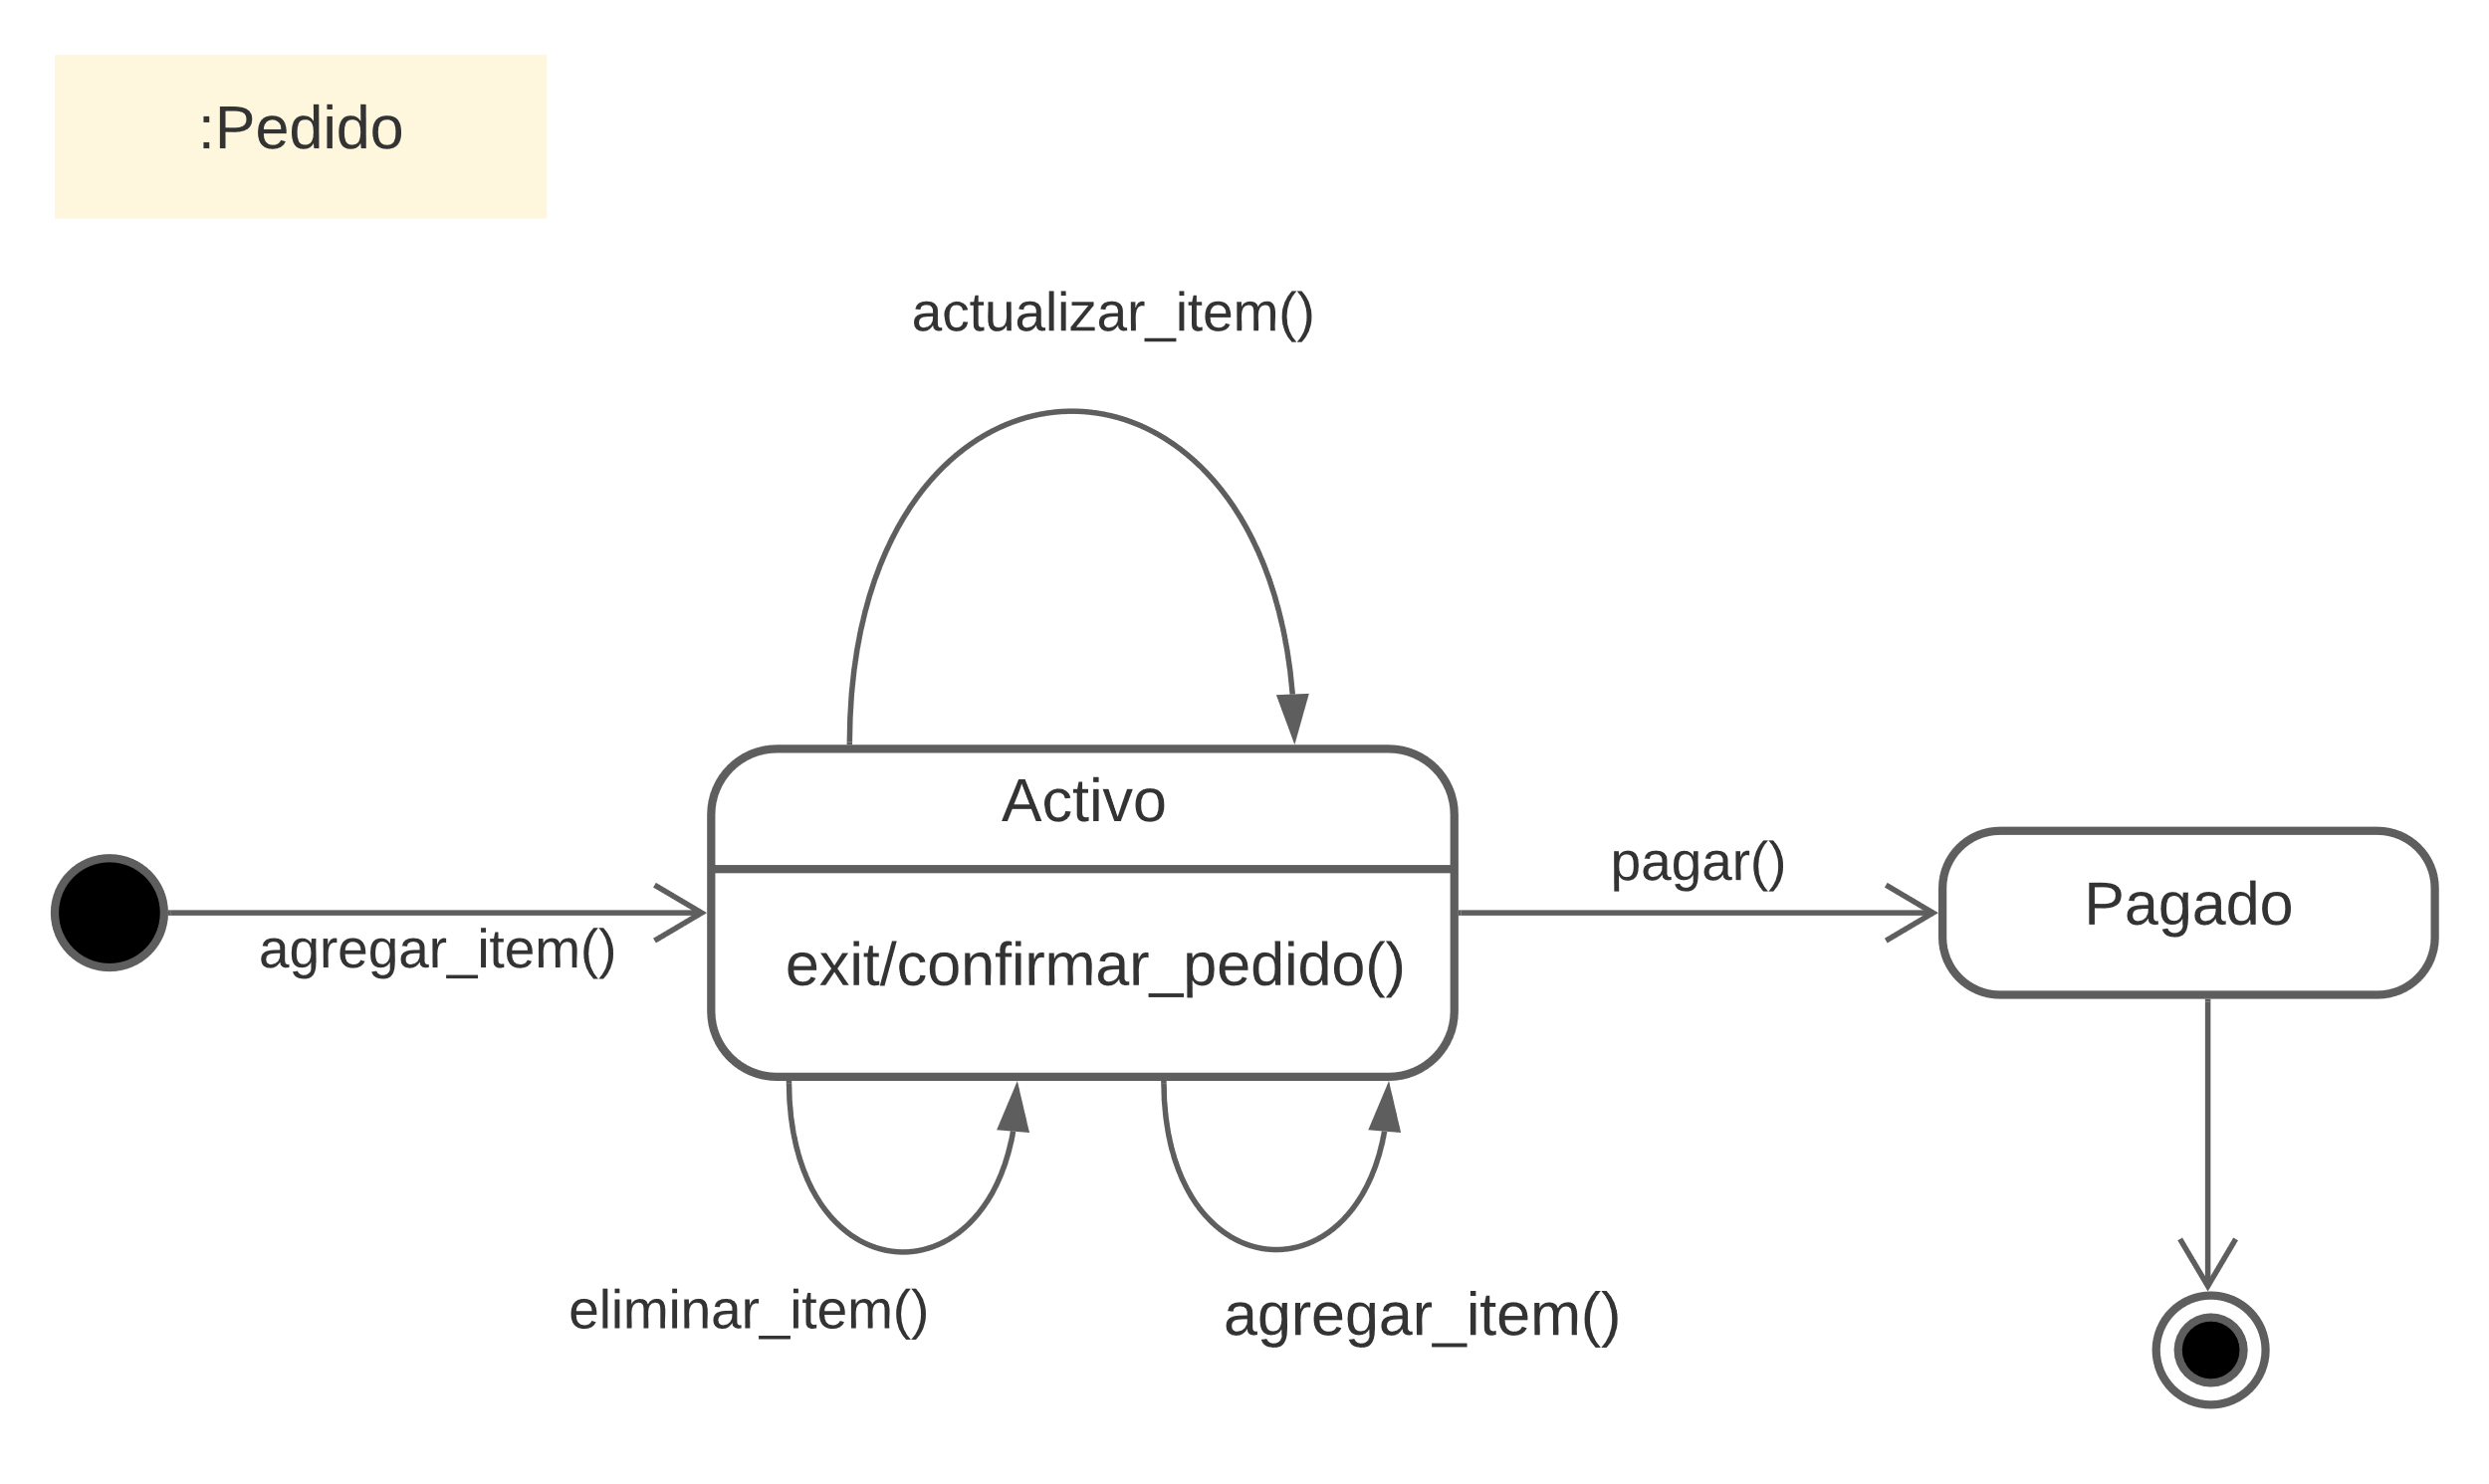 :Pedido
actualizar_item()
Activo
pagar()
Pagado
agregar_item()
exit/confirmar_pedido()
eliminar_item()
agregar_item()